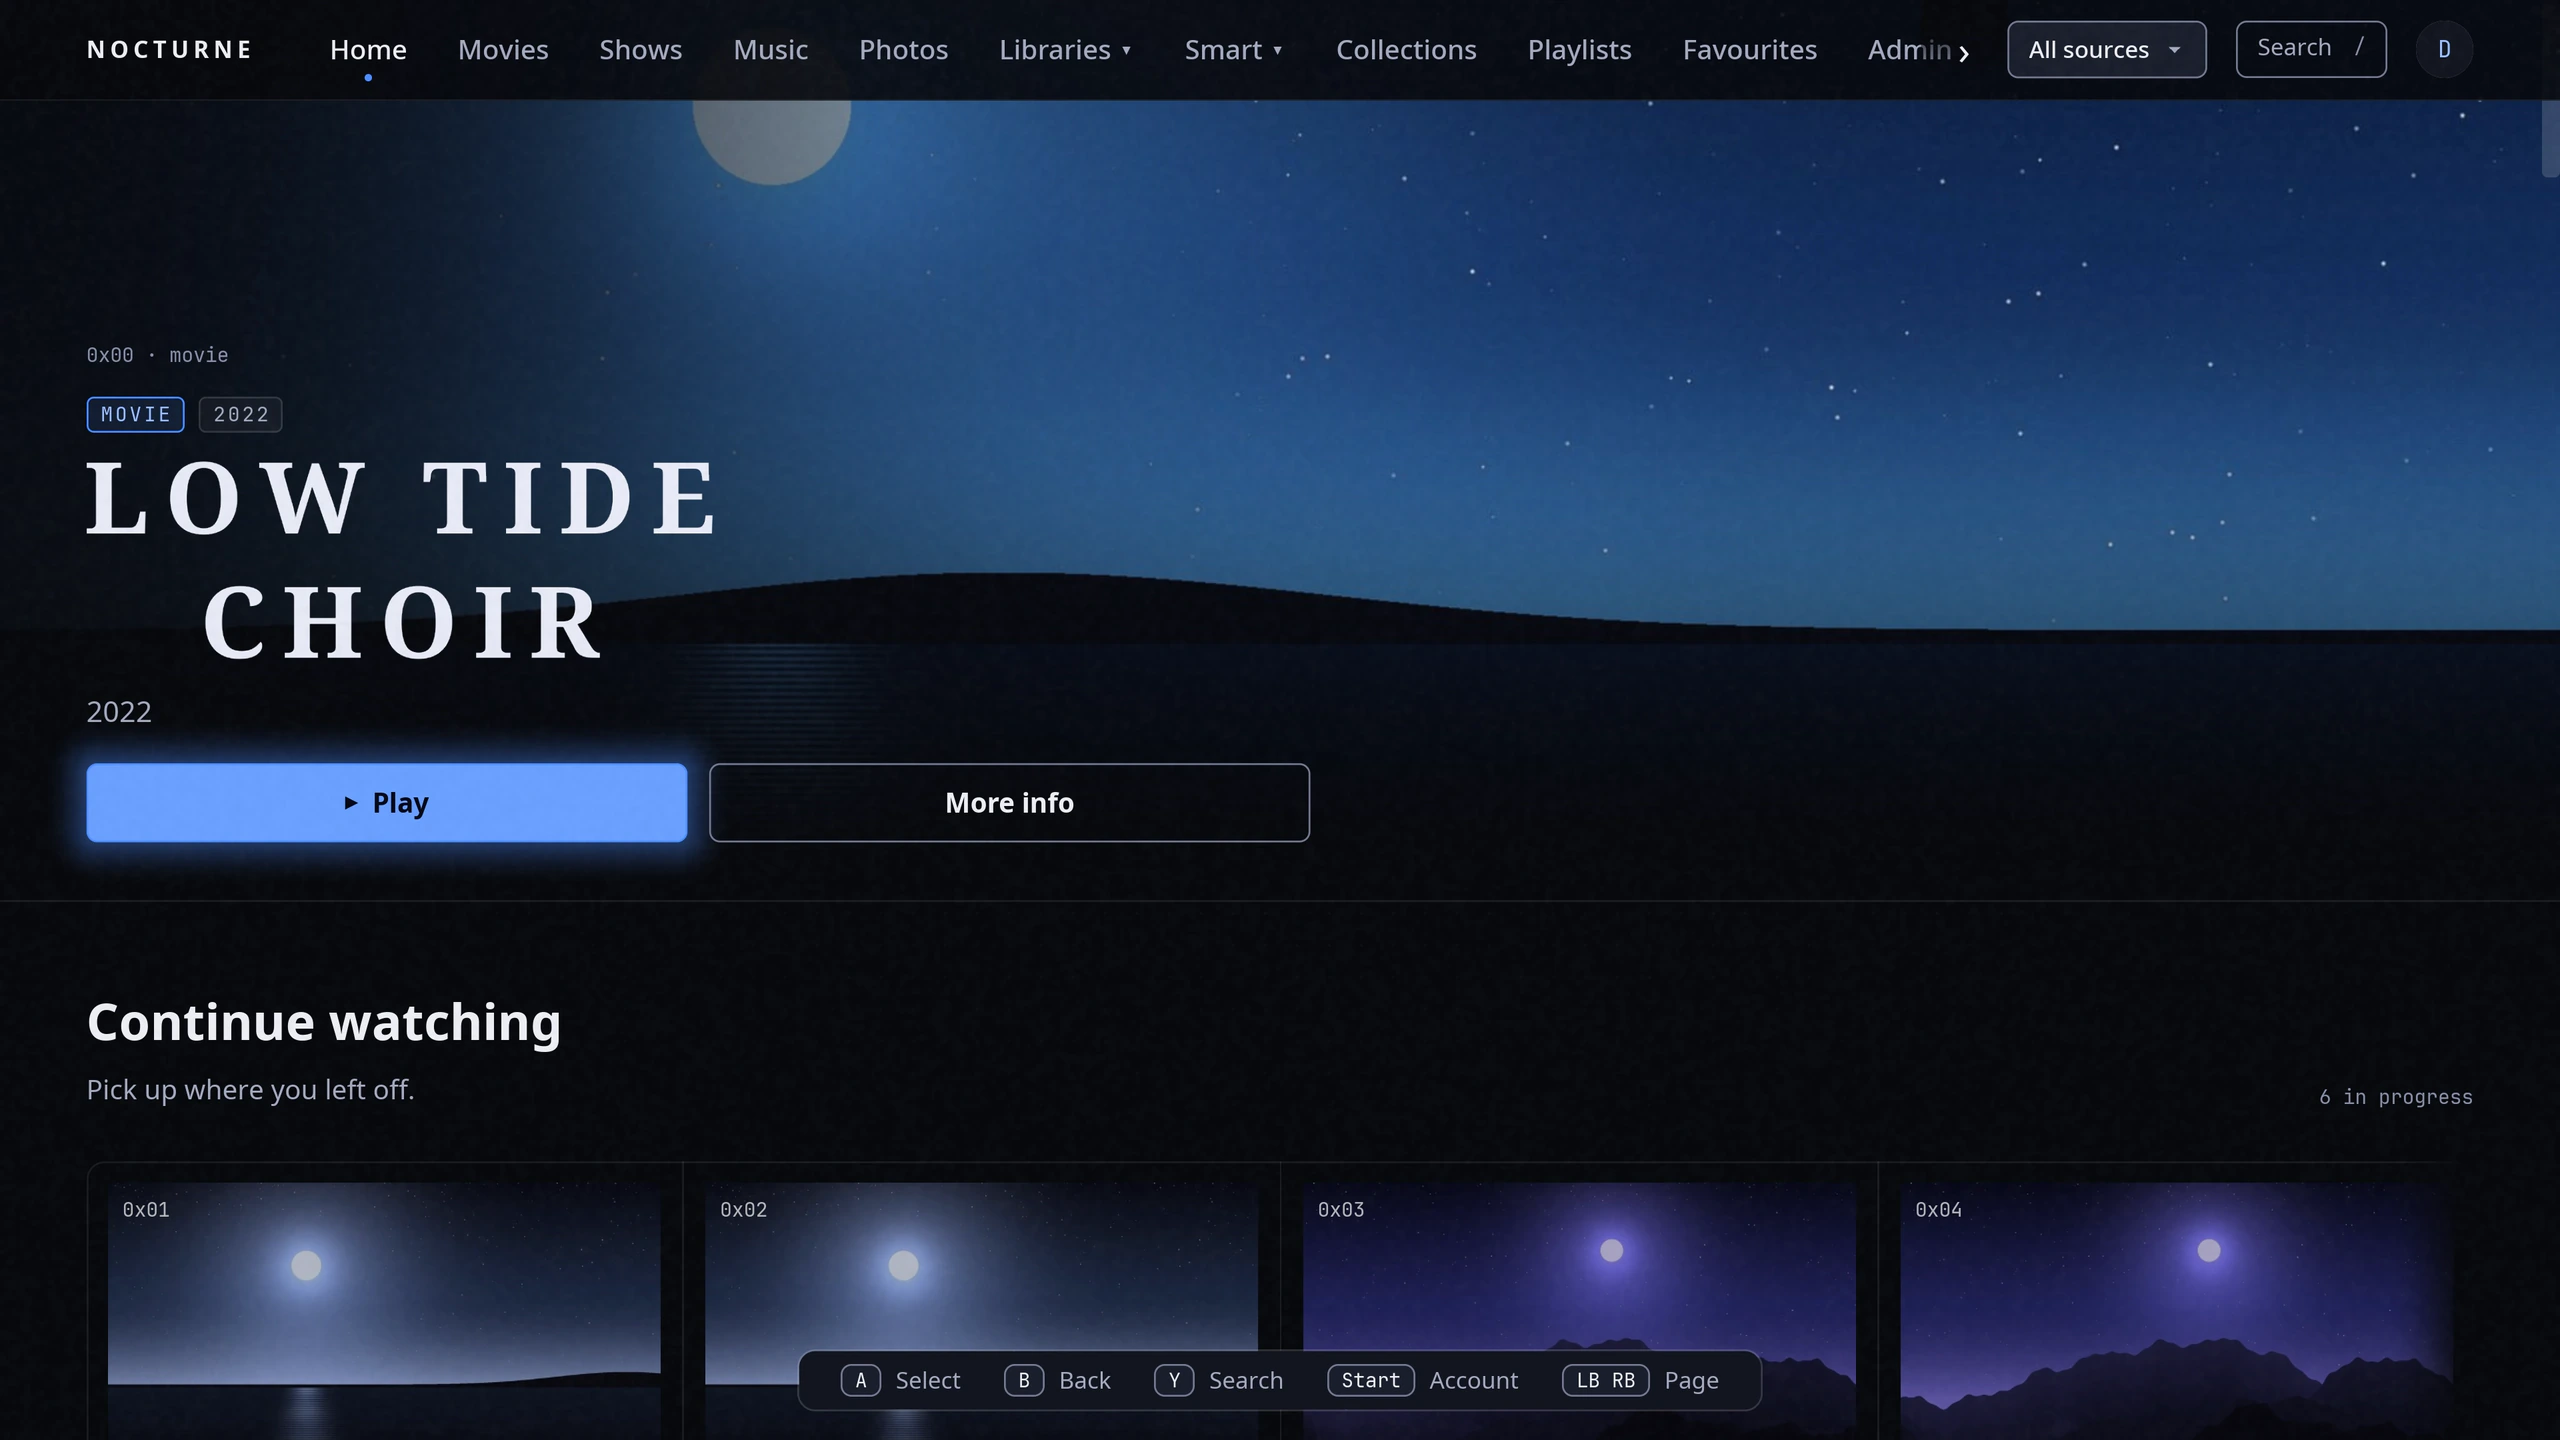 NOCTURNE Home Movies Shows Music Photos Libraries ▼ Smart ▼ Collections Playlists Favourites Admin › All sources Search / D
0x00 · movie
MOVIE 2022
LOW TIDE
CHOIR
2022
▶ Play More info
Continue watching
Pick up where you left off.
6 in progress
0x01 0x02 0x03 0x04
A Select B Back Y Search Start Account LB RB Page